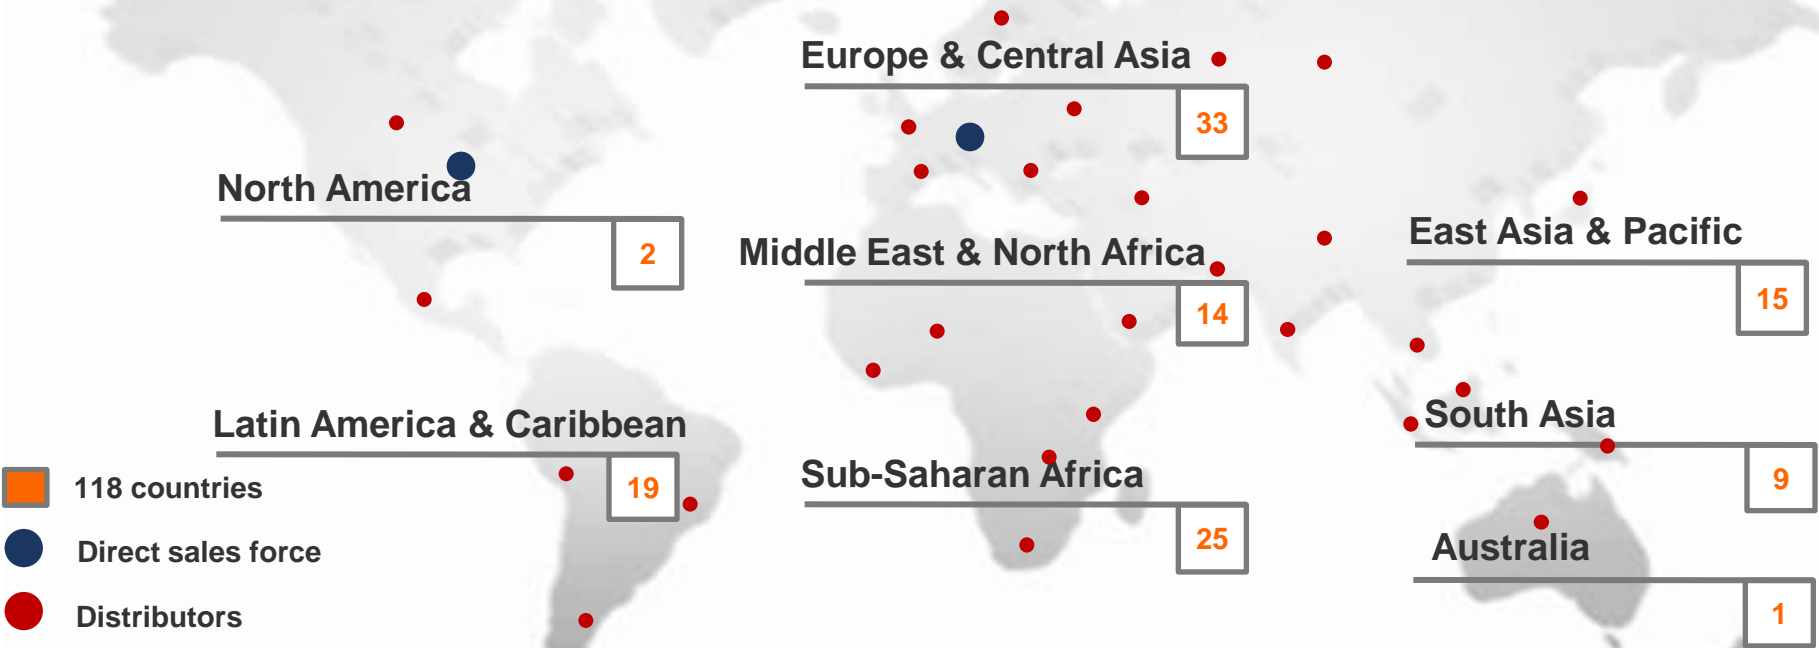 Europe & Central Asia
33
North America
2
Middle East & North Africa
14
East Asia & Pacific
15
Latin America & Caribbean
19
Sub-Saharan Africa
25
South Asia
9
Australia
1
118 countries
Direct sales force
Distributors